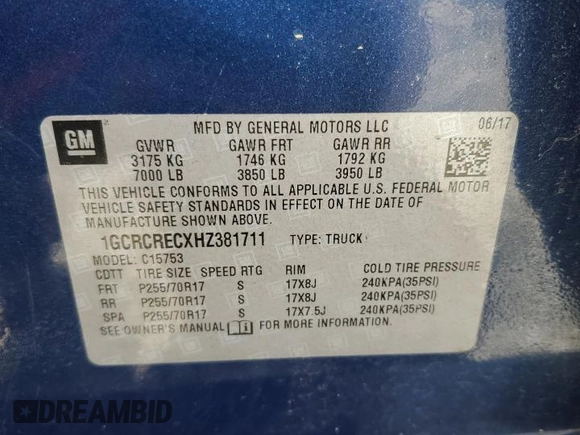 GM
MFD BY GENERAL MOTORS LLC 06/17
GVWR GAWR FRT GAWR RR
3175 KG 1746 KG 1792 KG
7000 LB 3850 LB 3950 LB
THIS VEHICLE CONFORMS TO ALL APPLICABLE U.S. FEDERAL MOTOR
VEHICLE SAFETY STANDARDS IN EFFECT ON THE DATE OF
MANUFACTURE SHOWN ABOVE.
1GCRCRECXHZ381711 TYPE: TRUCK
MODEL: C15753
CDTT TIRE SIZE SPEED RTG RIM COLD TIRE PRESSURE
FRT P255/70R17 S 17X8J 240KPA(35PSI)
RR P255/70R17 S 17X8J 240KPA(35PSI)
SPA P255/70R17 S 17X7.5J 240KPA(35PSI)
SEE OWNER'S MANUAL FOR MORE INFORMATION.
DREAMBID